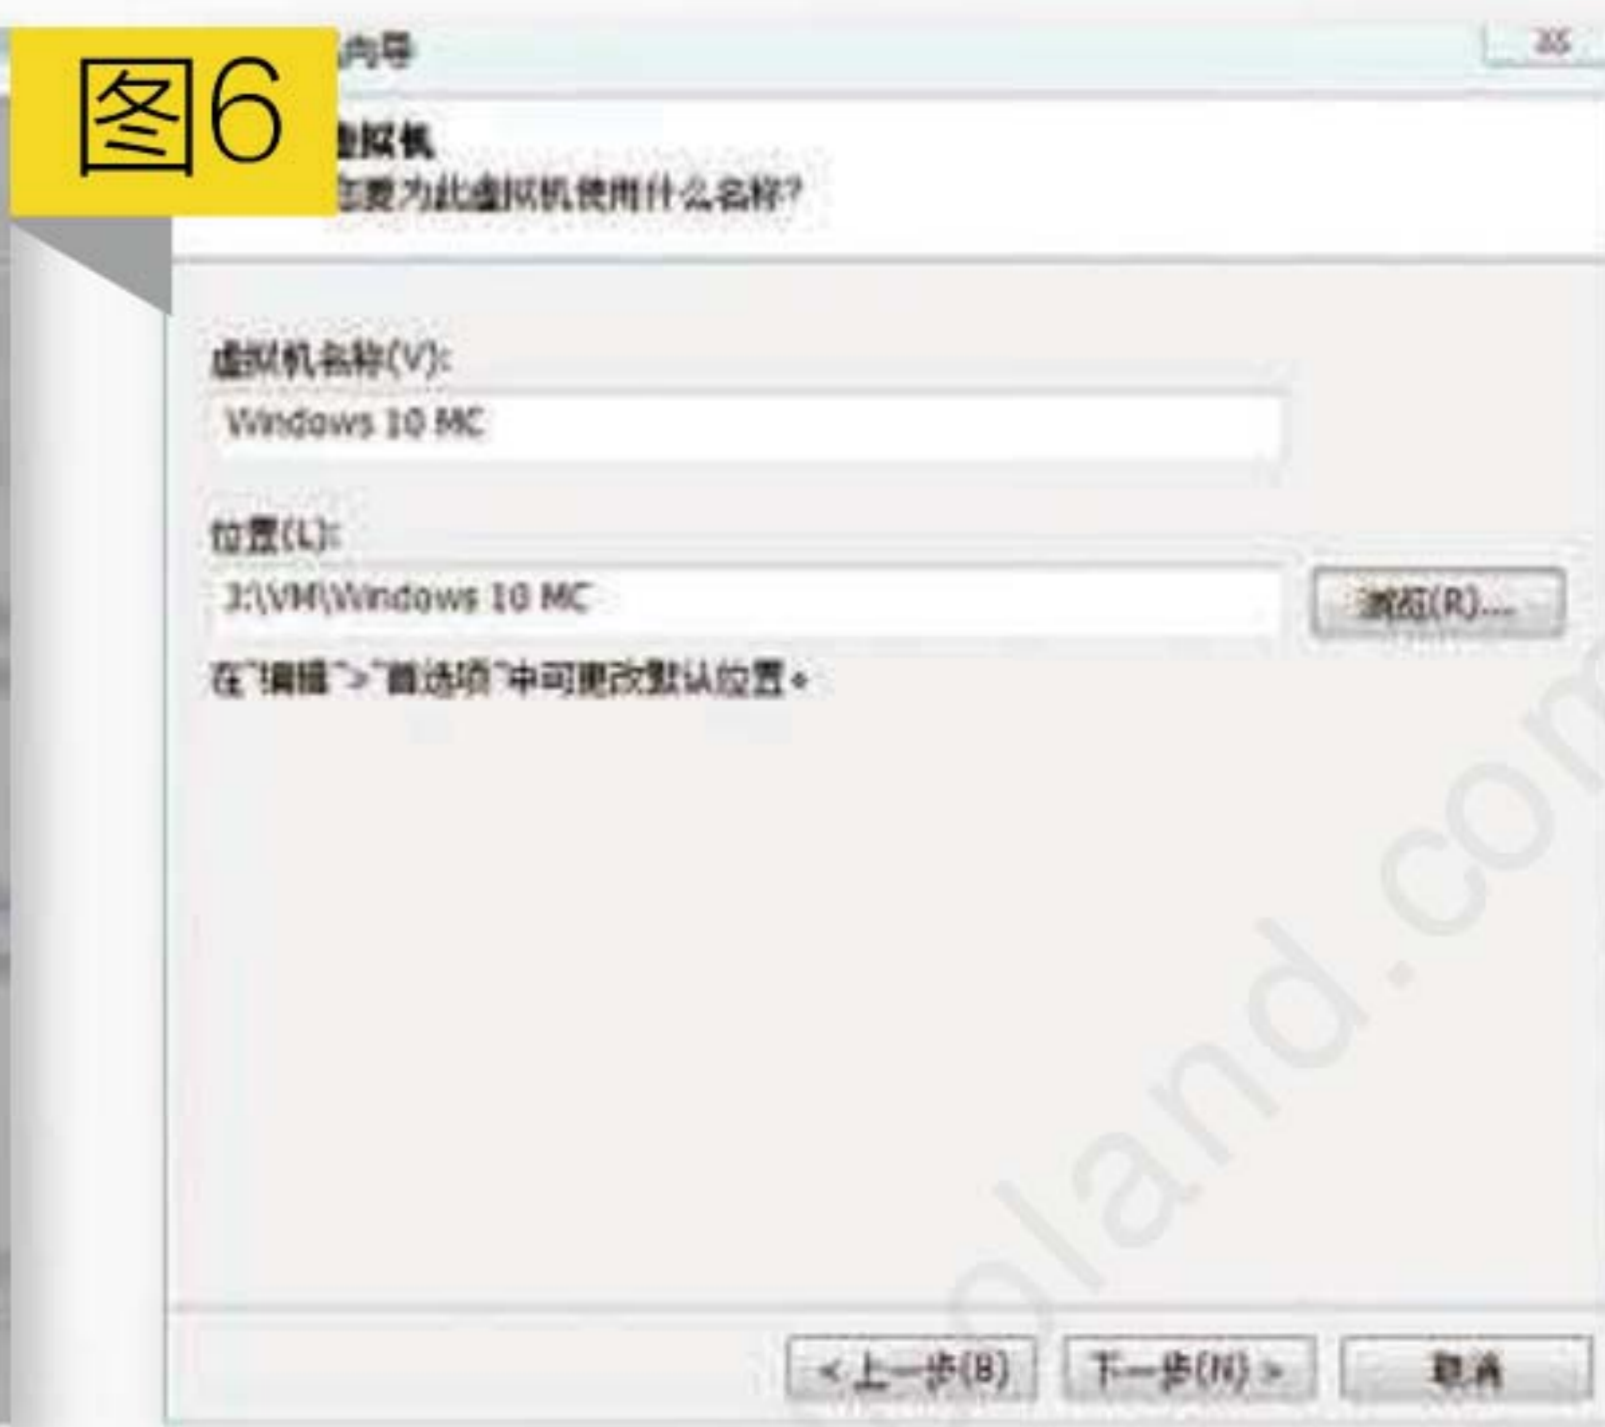 图6
向导
虚拟机
您要为此虚拟机使用什么名称?
虚拟机名称(V):
Windows 10 MC
位置(L):
J:\VM\Windows 10 MC
浏览(R)...
在"编辑">"首选项"中可更改默认位置。
<上一步(B)
下一步(N) >
取消
oland.com